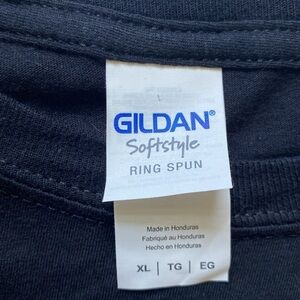 GILDAN®
Softstyle
RING SPUN
Made in Honduras
Fabriqué au Honduras
Hecho en Honduras
XL | TG | EG